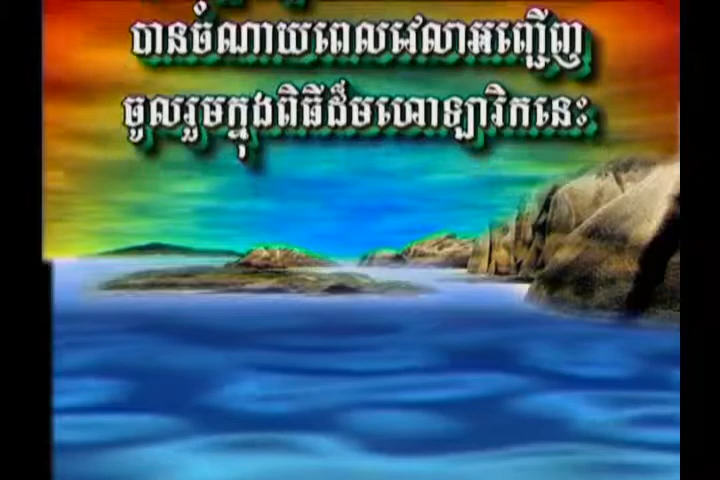 បានចំណាយពេលវេលាអញ្ជើញ
ចូលរួមក្នុងពិធីដ៏មហោឡារិកនេះ